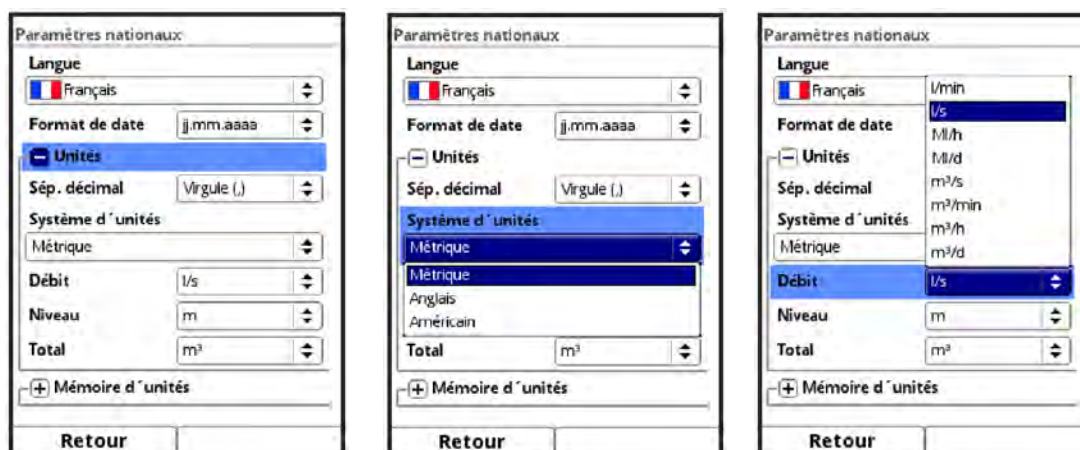 Paramètres nationaux
Langue
Français
Format de date jj.mm.aaaa
Unités
Sép. décimal Virgule (,)
Système d´unités
Métrique
Débit l/s
Niveau m
Total m³
Mémoire d´unités
Retour
Paramètres nationaux
Langue
Français
Format de date jj.mm.aaaa
Unités
Sép. décimal Virgule (,)
Système d´unités
Métrique
Métrique
Anglais
Américain
Total m³
Mémoire d´unités
Retour
Paramètres nationaux
Langue
Français
Format de date
Unités
Sép. décimal
Système d´unités
Métrique
l/min
l/s
Ml/h
Ml/d
m³/s
m³/min
m³/h
m³/d
Débit l/s
Niveau m
Total m³
Mémoire d´unités
Retour